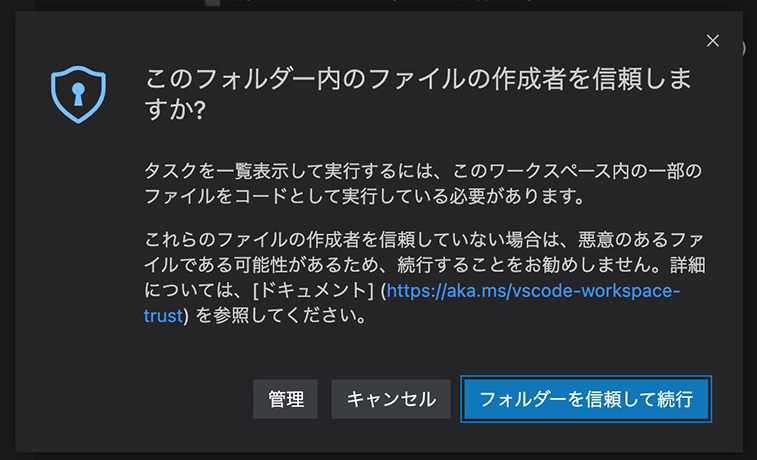 このフォルダー内のファイルの作成者を信頼しま
すか?
タスクを一覧表示して実行するには、このワークスペース内の一部の
ファイルをコードとして実行している必要があります。
これらのファイルの作成者を信頼していない場合は、悪意のあるファ
イルである可能性があるため、続行することをお勧めしません。詳細
については、[ドキュメント] (https://aka.ms/vscode-workspace-
trust) を参照してください。
管理
キャンセル
フォルダーを信頼して続行